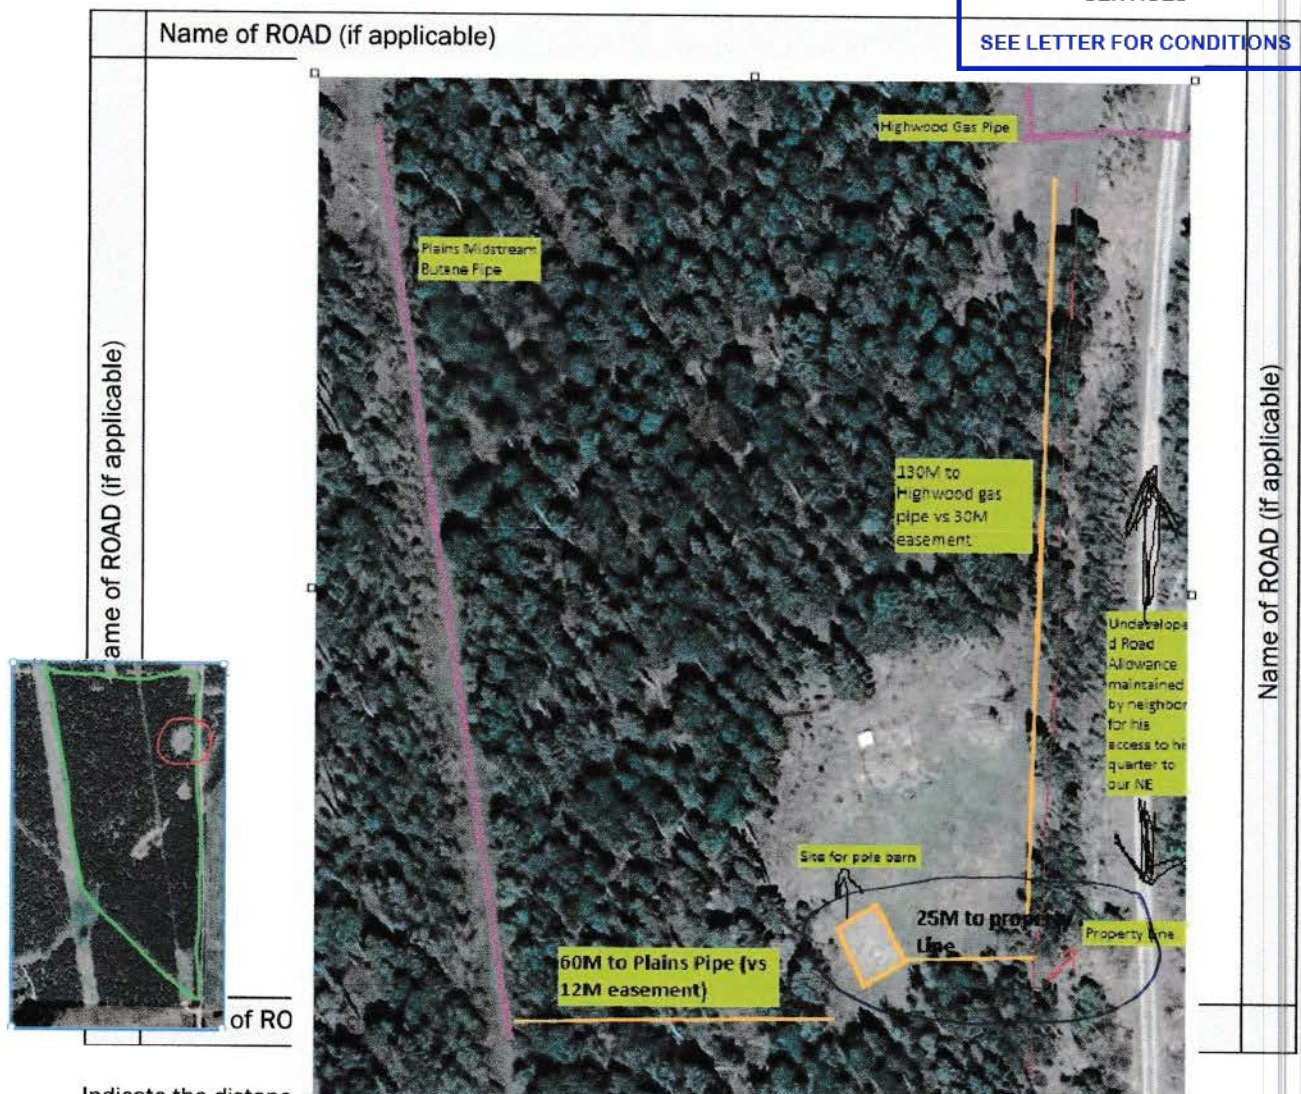 SEE LETTER FOR CONDITIONS
Name of ROAD (if applicable)
Highwood Gas Pipe
Plains Midstream
Butane Pipe
ame of ROAD (if applicable)
Name of ROAD (if applicable)
130M to
Highwood gas
pipe vs 30M
easement
Undevelope
d Road
Allowance
maintained
by neighbor
for his
access to hi
quarter to
our NE
Site for pole barn
25M to property
Line
Property Line
60M to Plains Pipe (vs
12M easement)
of RO
Indicate the distanc